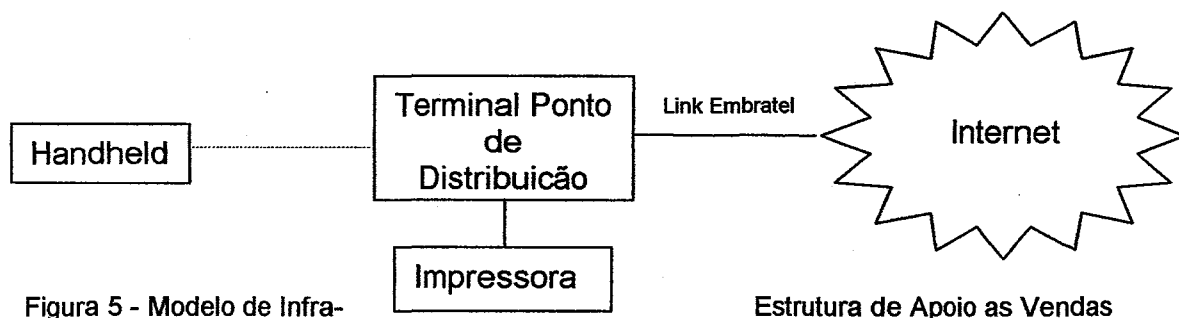 Handheld
Terminal Ponto
de
Distribuicão
Link Embratel
Internet
Impressora
Figura 5 - Modelo de Infra-
Estrutura de Apoio as Vendas